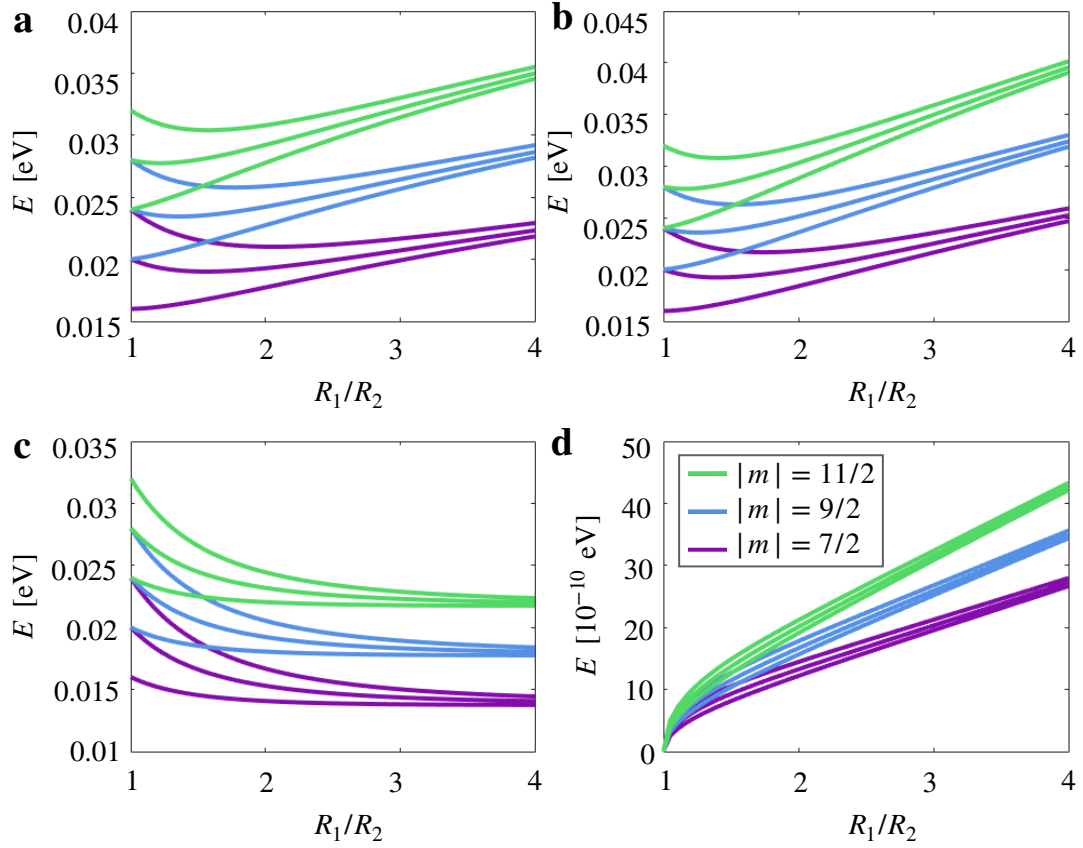 a
0.04
0.035
0.03
0.024
0.02
0.015
E [eV]
1 2 3 4
R₁/R₂
b
0.045
0.04
0.035
0.03
0.024
0.02
0.015
E [eV]
1 2 3 4
R₁/R₂
c
0.035
0.03
0.024
0.02
0.015
0.01
E [eV]
1 2 3 4
R₁/R₂
d
50
40
30
20
10
0
E [10⁻¹⁰ eV]
|m| = 11/2
|m| = 9/2
|m| = 7/2
1 2 3 4
R₁/R₂